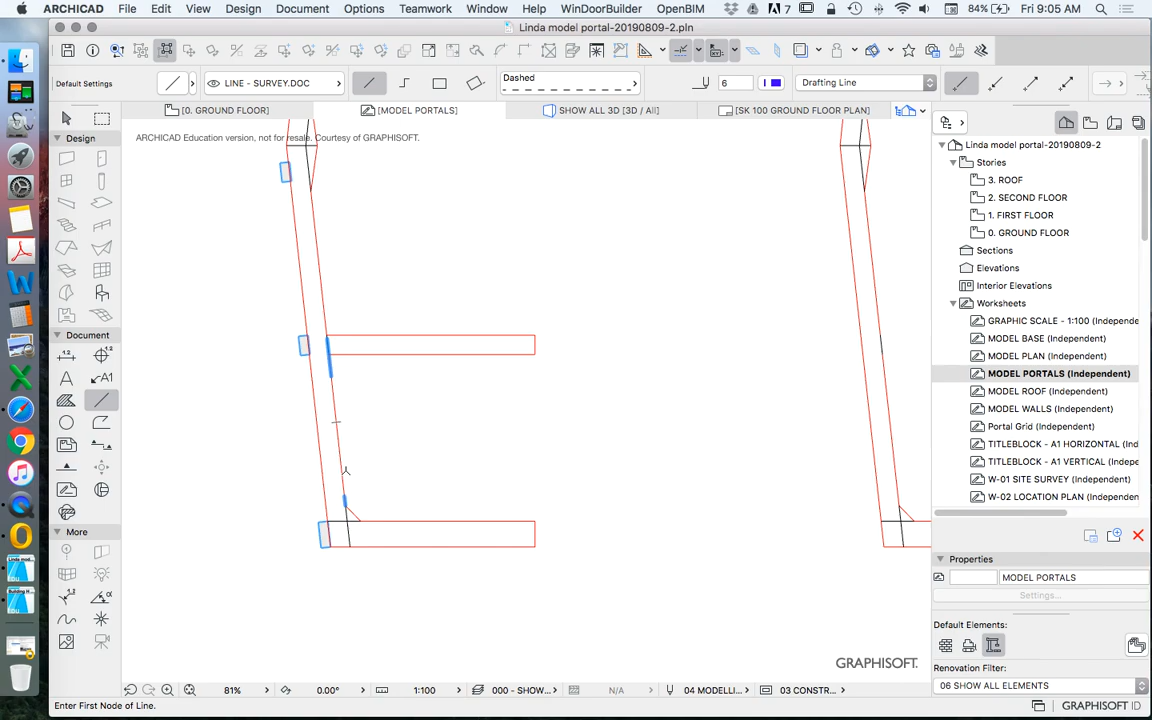 ARCHICAD File Edit View Design Document Options Teamwork Window WinDoorBuilder OpenBIM Help 7 84% Fri 9:05 AM
Linda model portal-20190809-2.pln
Default Settings LINE - SURVEY.DOC Dashed 6 Drafting Line
[0. GROUND FLOOR] [MODEL PORTALS] SHOW ALL 3D [3D / All] [SK 100 GROUND FLOOR PLAN]
ARCHICAD Education version, not for resale. Courtesy of GRAPHISOFT.
Design
Document
More
Linda model portal-20190809-2
Stories
3. ROOF
2. SECOND FLOOR
1. FIRST FLOOR
0. GROUND FLOOR
Sections
Elevations
Interior Elevations
Worksheets
GRAPHIC SCALE - 1:100 (Independe
MODEL BASE (Independent)
MODEL PLAN (Independent)
MODEL PORTALS (Independent)
MODEL ROOF (Independent)
MODEL WALLS (Independent)
Portal Grid (Independent)
TITLEBLOCK - A1 HORIZONTAL (Ind
TITLEBLOCK - A1 VERTICAL (Indepe
W-01 SITE SURVEY (Independent)
W-02 LOCATION PLAN (Independent)
Properties
MODEL PORTALS
Settings...
Default Elements:
Renovation Filter:
06 SHOW ALL ELEMENTS
GRAPHISOFT.
81% 0.00° 1:100 000 - SHOW... N/A 04 MODELLI... 03 CONSTR...
Enter First Node of Line.
GRAPHISOFT ID